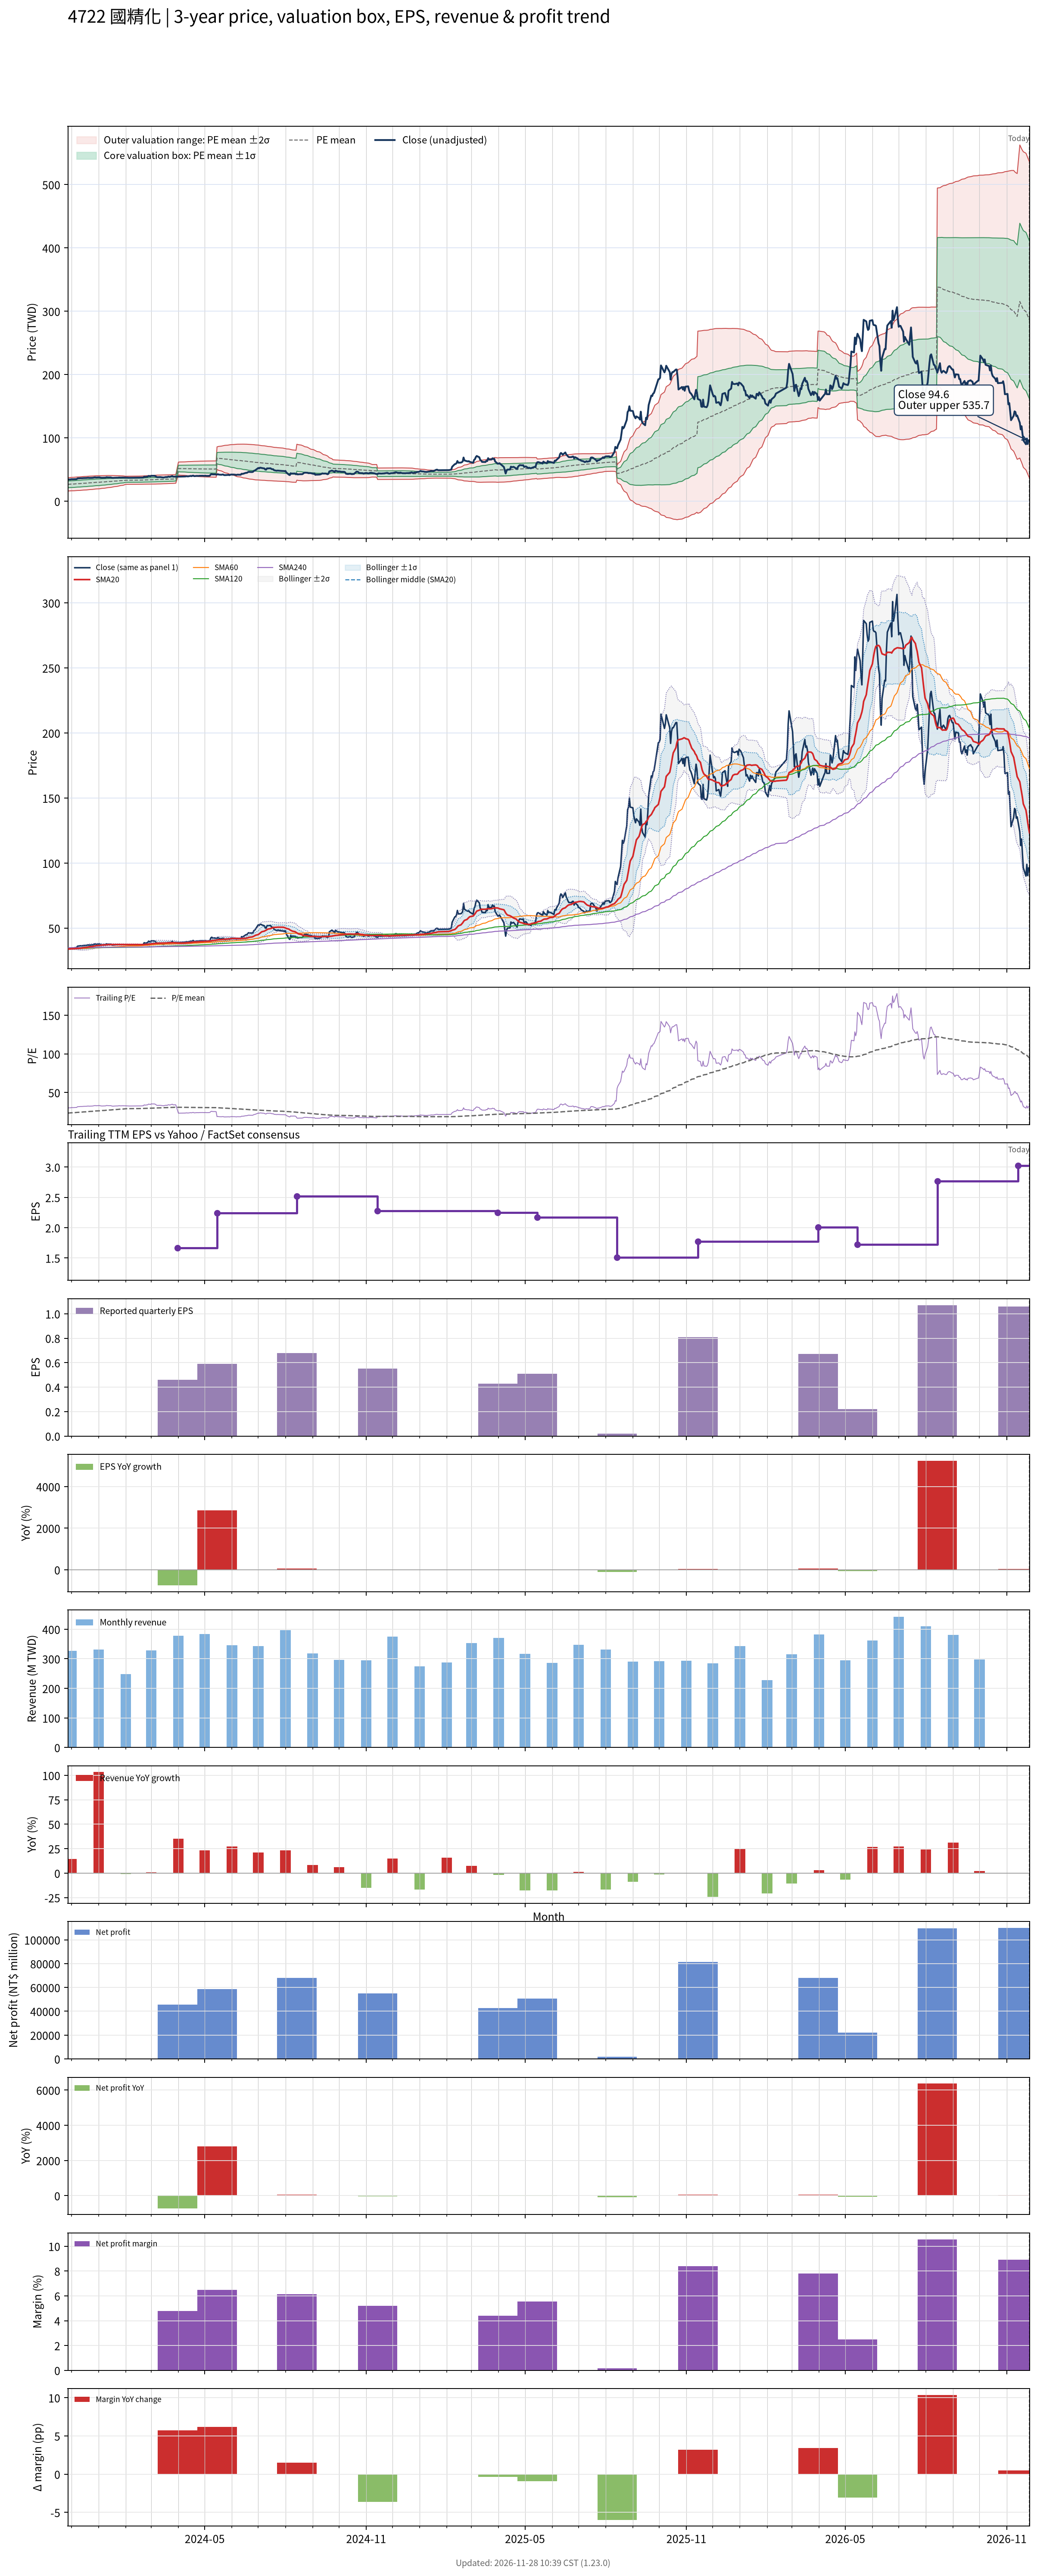 4722 國精化 | 3-year price, valuation box, EPS, revenue & profit trend
Outer valuation range: PE mean ±2σ
PE mean
Close (unadjusted)
Core valuation box: PE mean ±1σ
Today
Price (TWD)
500
400
300
200
100
0
Close 94.6
Outer upper 535.7
Close (same as panel 1)
SMA20
SMA60
SMA120
SMA240
Bollinger ±2σ
Bollinger ±1σ
Bollinger middle (SMA20)
Price
300
250
200
150
100
50
Trailing P/E
P/E mean
P/E
150
100
50
Trailing TTM EPS vs Yahoo / FactSet consensus
Today
EPS
3.0
2.5
2.0
1.5
Reported quarterly EPS
EPS
1.0
0.8
0.6
0.4
0.2
0.0
EPS YoY growth
YoY (%)
4000
2000
0
Monthly revenue
Revenue (M TWD)
400
300
200
100
0
Revenue YoY growth
YoY (%)
100
75
50
25
0
-25
Month
Net profit
Net profit (NT$ million)
100000
80000
60000
40000
20000
0
Net profit YoY
YoY (%)
6000
4000
2000
0
Net profit margin
Margin (%)
10
8
6
4
2
0
Margin YoY change
Δ margin (pp)
10
5
0
-5
2024-05
2024-11
2025-05
2025-11
2026-05
2026-11
Updated: 2026-11-28 10:39 CST (1.23.0)